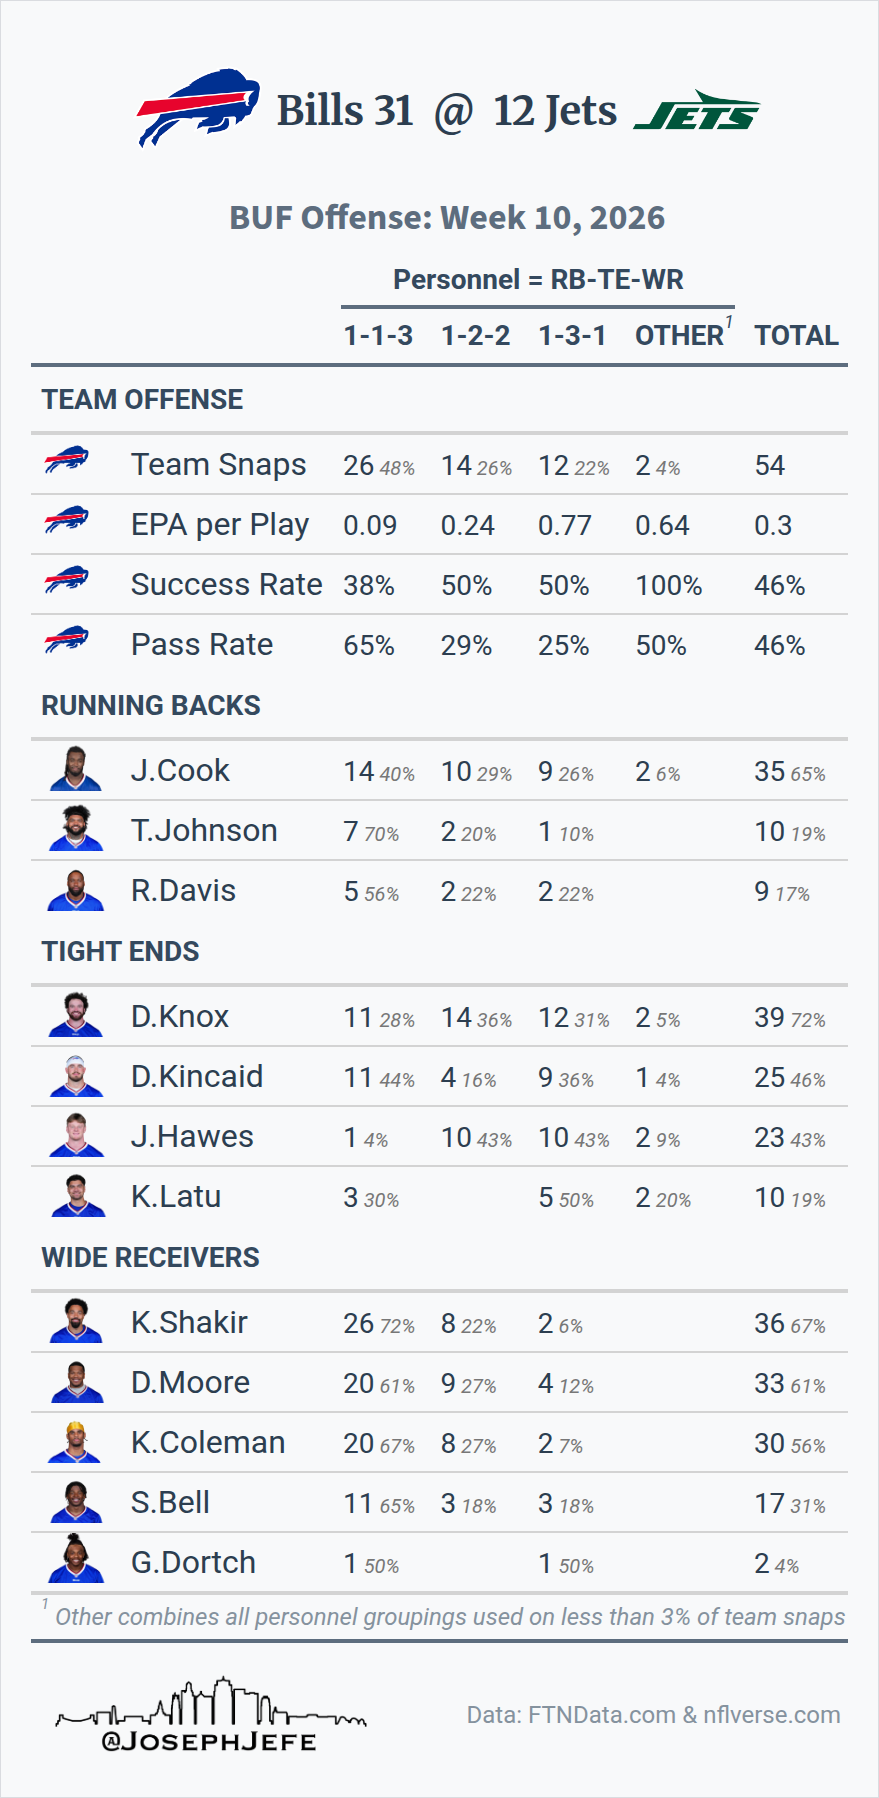 Bills 31 @ 12 Jets JETS
BUF Offense: Week 10, 2026
Personnel = RB-TE-WR
1-1-3 1-2-2 1-3-1 OTHER1 TOTAL
TEAM OFFENSE
Team Snaps 26 48% 14 26% 12 22% 2 4% 54
EPA per Play 0.09 0.24 0.77 0.64 0.3
Success Rate 38% 50% 50% 100% 46%
Pass Rate 65% 29% 25% 50% 46%
RUNNING BACKS
J.Cook 14 40% 10 29% 9 26% 2 6% 35 65%
T.Johnson 7 70% 2 20% 1 10% 10 19%
R.Davis 5 56% 2 22% 2 22% 9 17%
TIGHT ENDS
D.Knox 11 28% 14 36% 12 31% 2 5% 39 72%
D.Kincaid 11 44% 4 16% 9 36% 1 4% 25 46%
J.Hawes 1 4% 10 43% 10 43% 2 9% 23 43%
K.Latu 3 30% 5 50% 2 20% 10 19%
WIDE RECEIVERS
K.Shakir 26 72% 8 22% 2 6% 36 67%
D.Moore 20 61% 9 27% 4 12% 33 61%
K.Coleman 20 67% 8 27% 2 7% 30 56%
S.Bell 11 65% 3 18% 3 18% 17 31%
G.Dortch 1 50% 1 50% 2 4%
1 Other combines all personnel groupings used on less than 3% of team snaps
@JOSEPHJEFE
Data: FTNData.com & nflverse.com